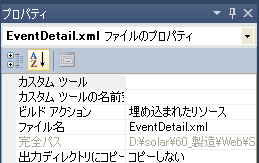 プロパティ
EventDetail.xml ファイルのプロパティ
カスタム ツール
カスタム ツールの名前空
ビルド アクション 埋め込まれたリソース
ファイル名 EventDetail.xml
完全パス D:¥solar¥60_製造¥Web¥S
出力ディレクトリにコピー コピーしない